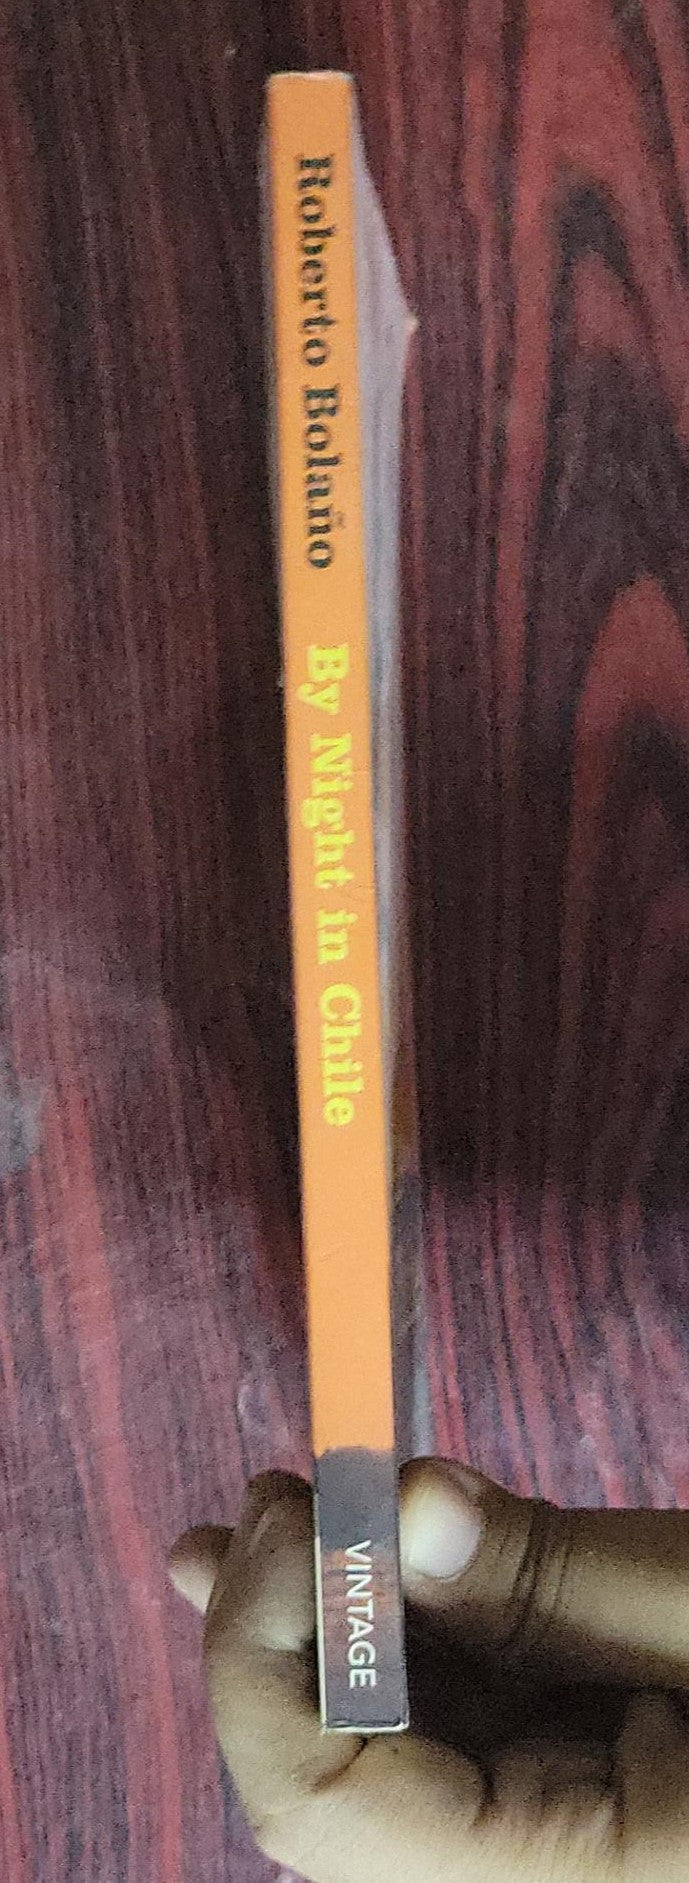 Roberto Bolaño
By Night in Chile
VINTAGE